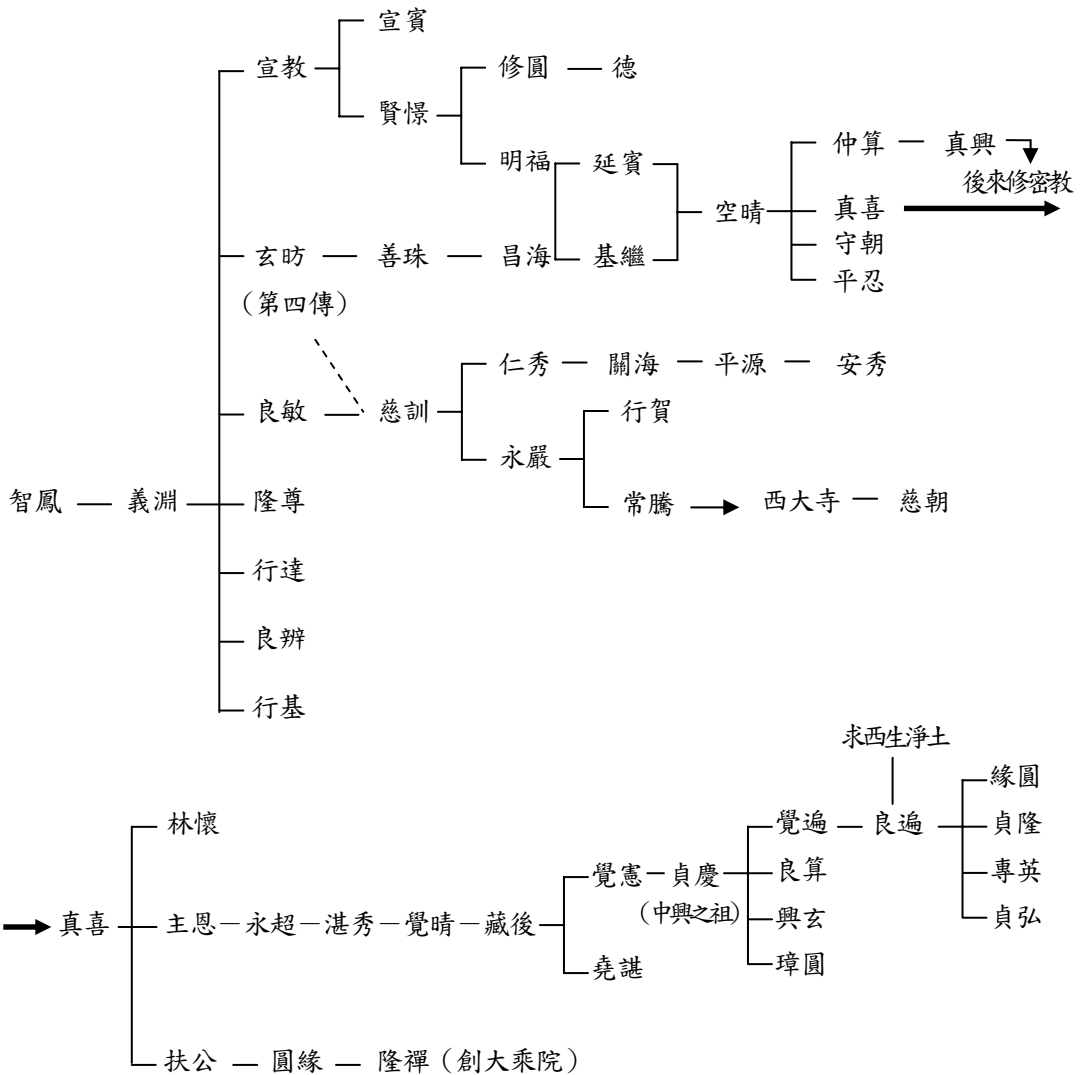 宣賓
宣教
修圓 — 德
賢憬
仲算 — 真興
明福
延賓
後來修密教
空晴
真喜
玄昉 — 善珠 — 昌海
基繼
守朝
平忍
（第四傳）
仁秀 — 關海 — 平源 — 安秀
良敏 — 慈訓
行賀
永嚴
智鳳 — 義淵
隆尊
常騰
西大寺 — 慈朝
行達
良辨
行基
求西生淨土
緣圓
林懷
覺遍 — 良遍
貞隆
覺憲－貞慶
良算
專英
真喜
主恩－永超－湛秀－覺晴－藏後
（中興之祖）
興玄
貞弘
堯諶
璋圓
扶公 — 圓緣 — 隆禪（創大乘院）